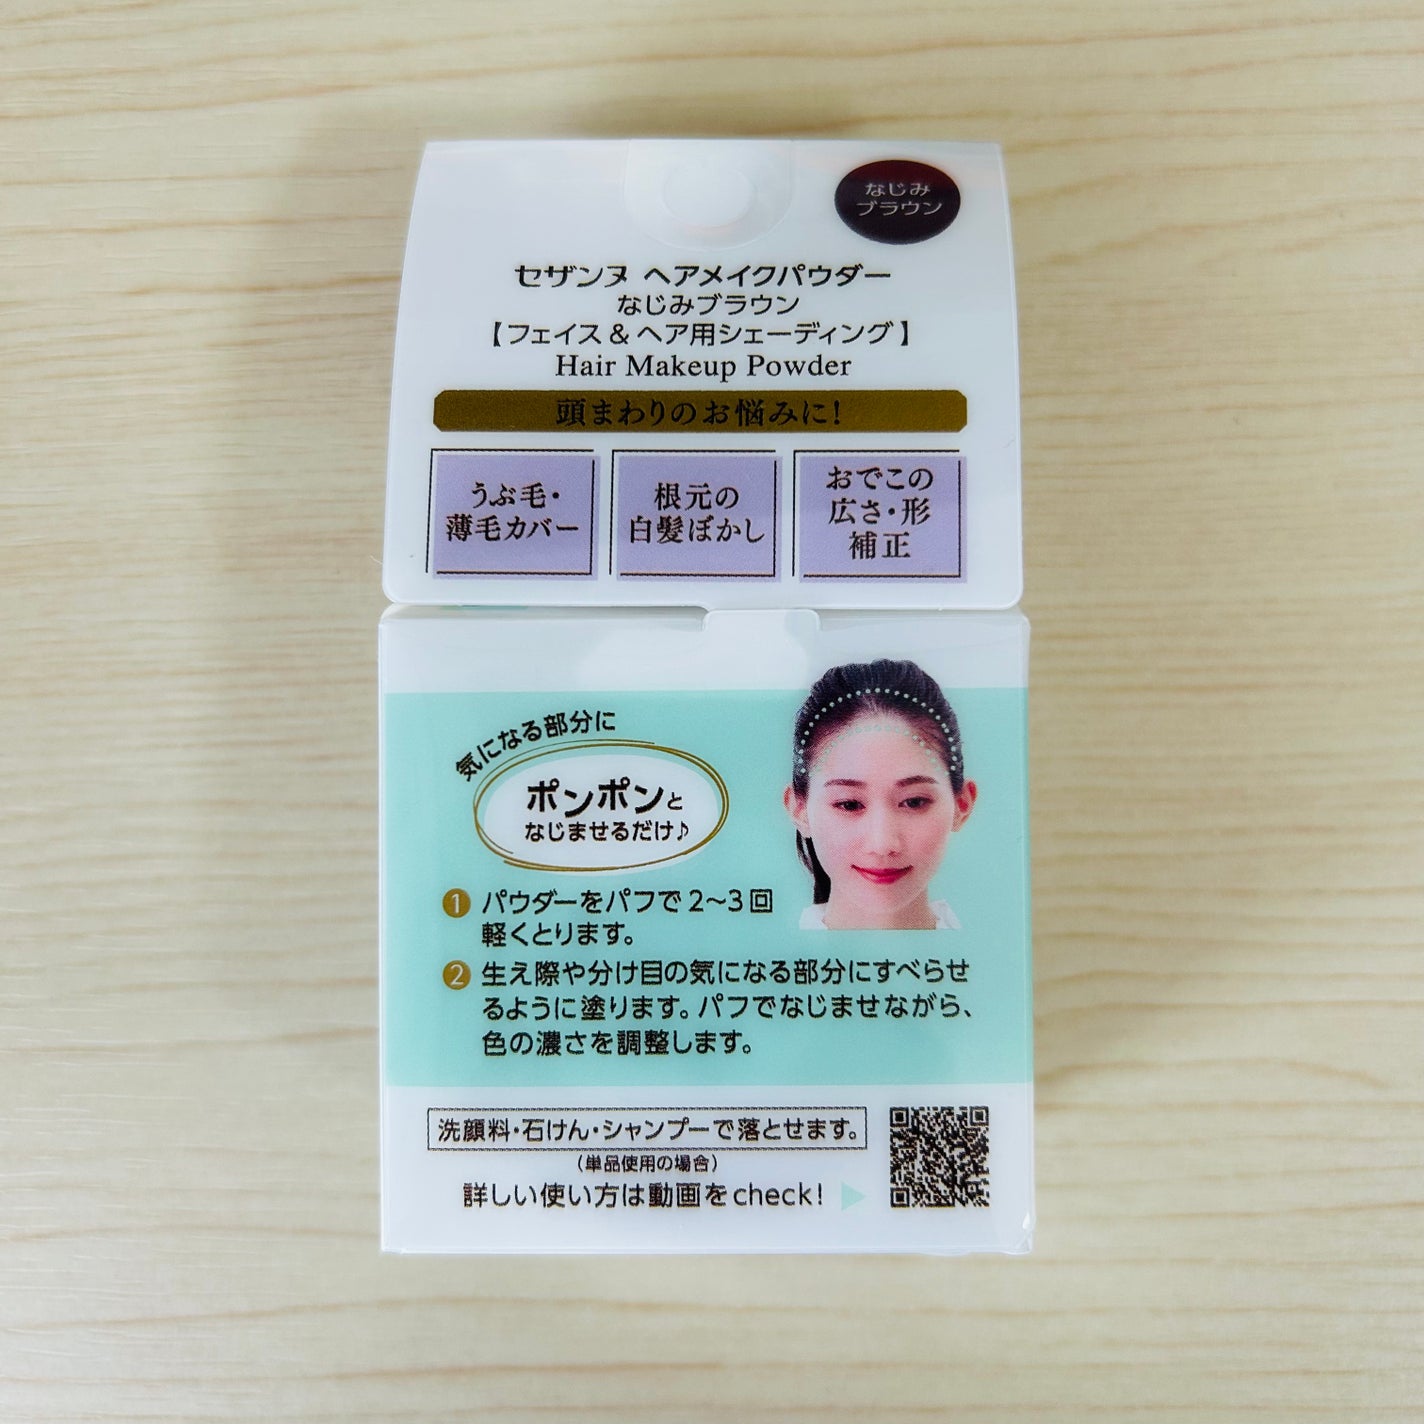 なじみ
ブラウン
セザンヌ ヘアメイクパウダー
なじみブラウン
【フェイス&ヘア用シェーディング】
Hair Makeup Powder
頭まわりのお悩みに!
うぶ毛・
薄毛カバー
根元の
白髪ぼかし
おでこの
広さ・形
補正
気になる部分に
ポンポンと
なじませるだけ♪
1 パウダーをパフで2〜3回
軽くとります。
2 生え際や分け目の気になる部分にすべらせ
るように塗ります。パフでなじませながら、
色の濃さを調整します。
洗顔料・石けん・シャンプーで落とせます。
(単品使用の場合)
詳しい使い方は動画をcheck!